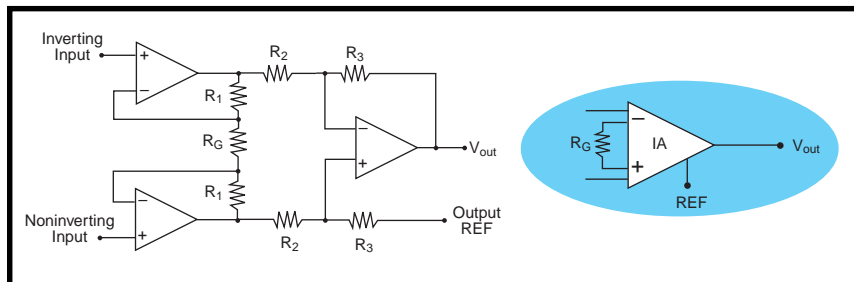 Inverting
Input
+
−
R2
R3
R1
RG
R1
−
+
Vout
−
+
Noninverting
Input
R2
R3
Output
REF
−
+
RG
IA
Vout
REF